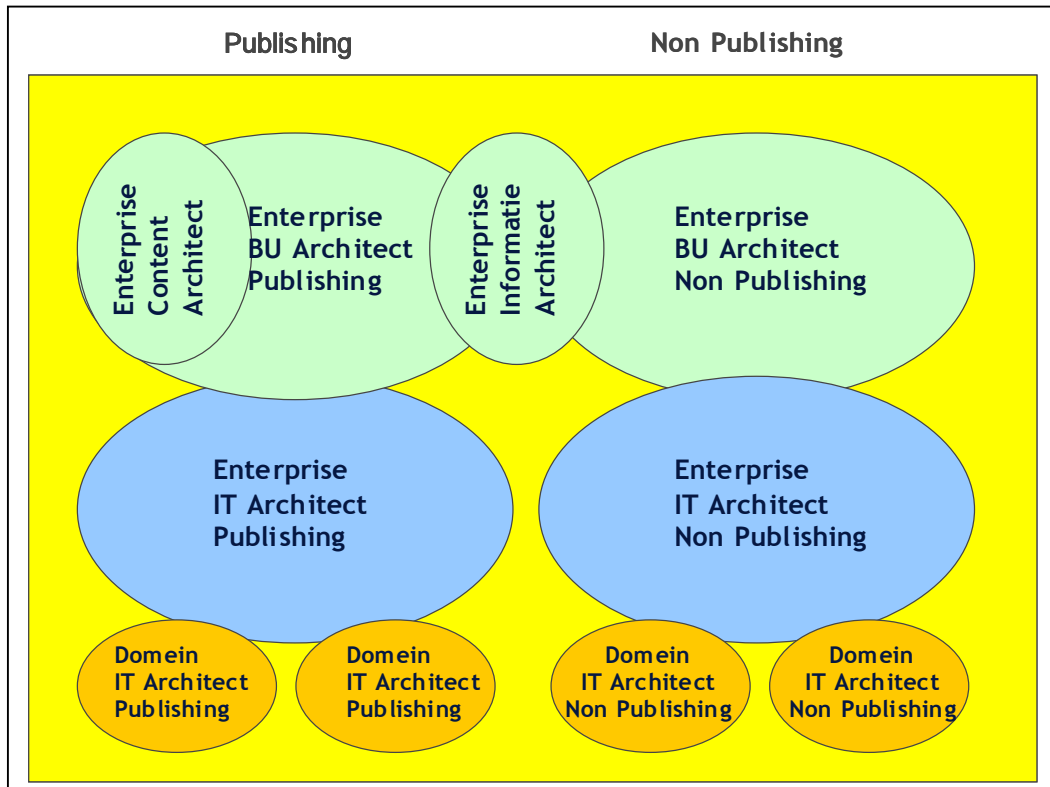 Publishing
Non Publishing
Enterprise
Content
Architect
Enterprise
BU Architect
Publishing
Enterprise
Informatie
Architect
Enterprise
BU Architect
Non Publishing
Enterprise
IT Architect
Publishing
Enterprise
IT Architect
Non Publishing
Domein
IT Architect
Publishing
Domein
IT Architect
Publishing
Domein
IT Architect
Non Publishing
Domein
IT Architect
Non Publishing